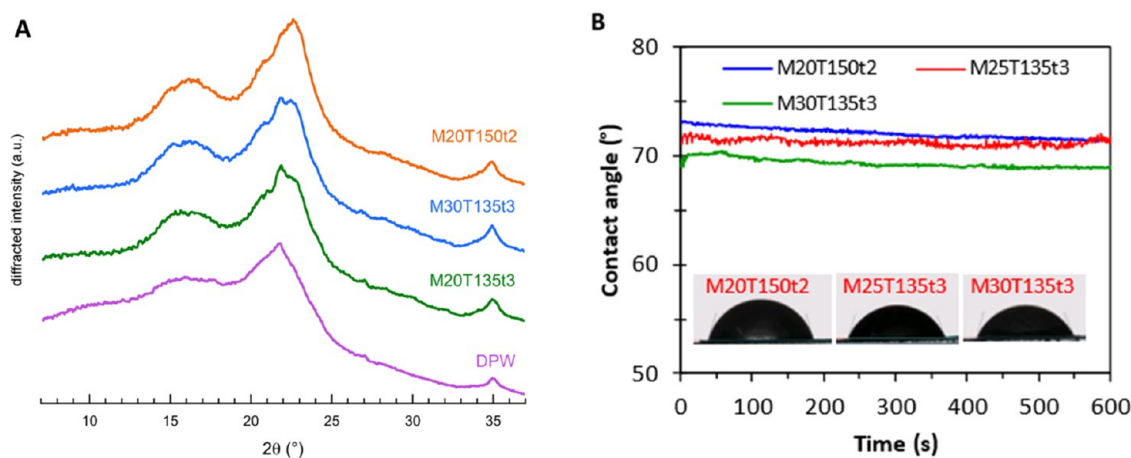 A
diffracted intensity (a.u.)
M20T150t2
M30T135t3
M20T135t3
DPW
10 15 20 25 30 35
2θ (°)
B
Contact angle (°)
80
70
60
50
M20T150t2 M25T135t3
M30T135t3
M20T150t2 M25T135t3 M30T135t3
0 100 200 300 400 500 600
Time (s)